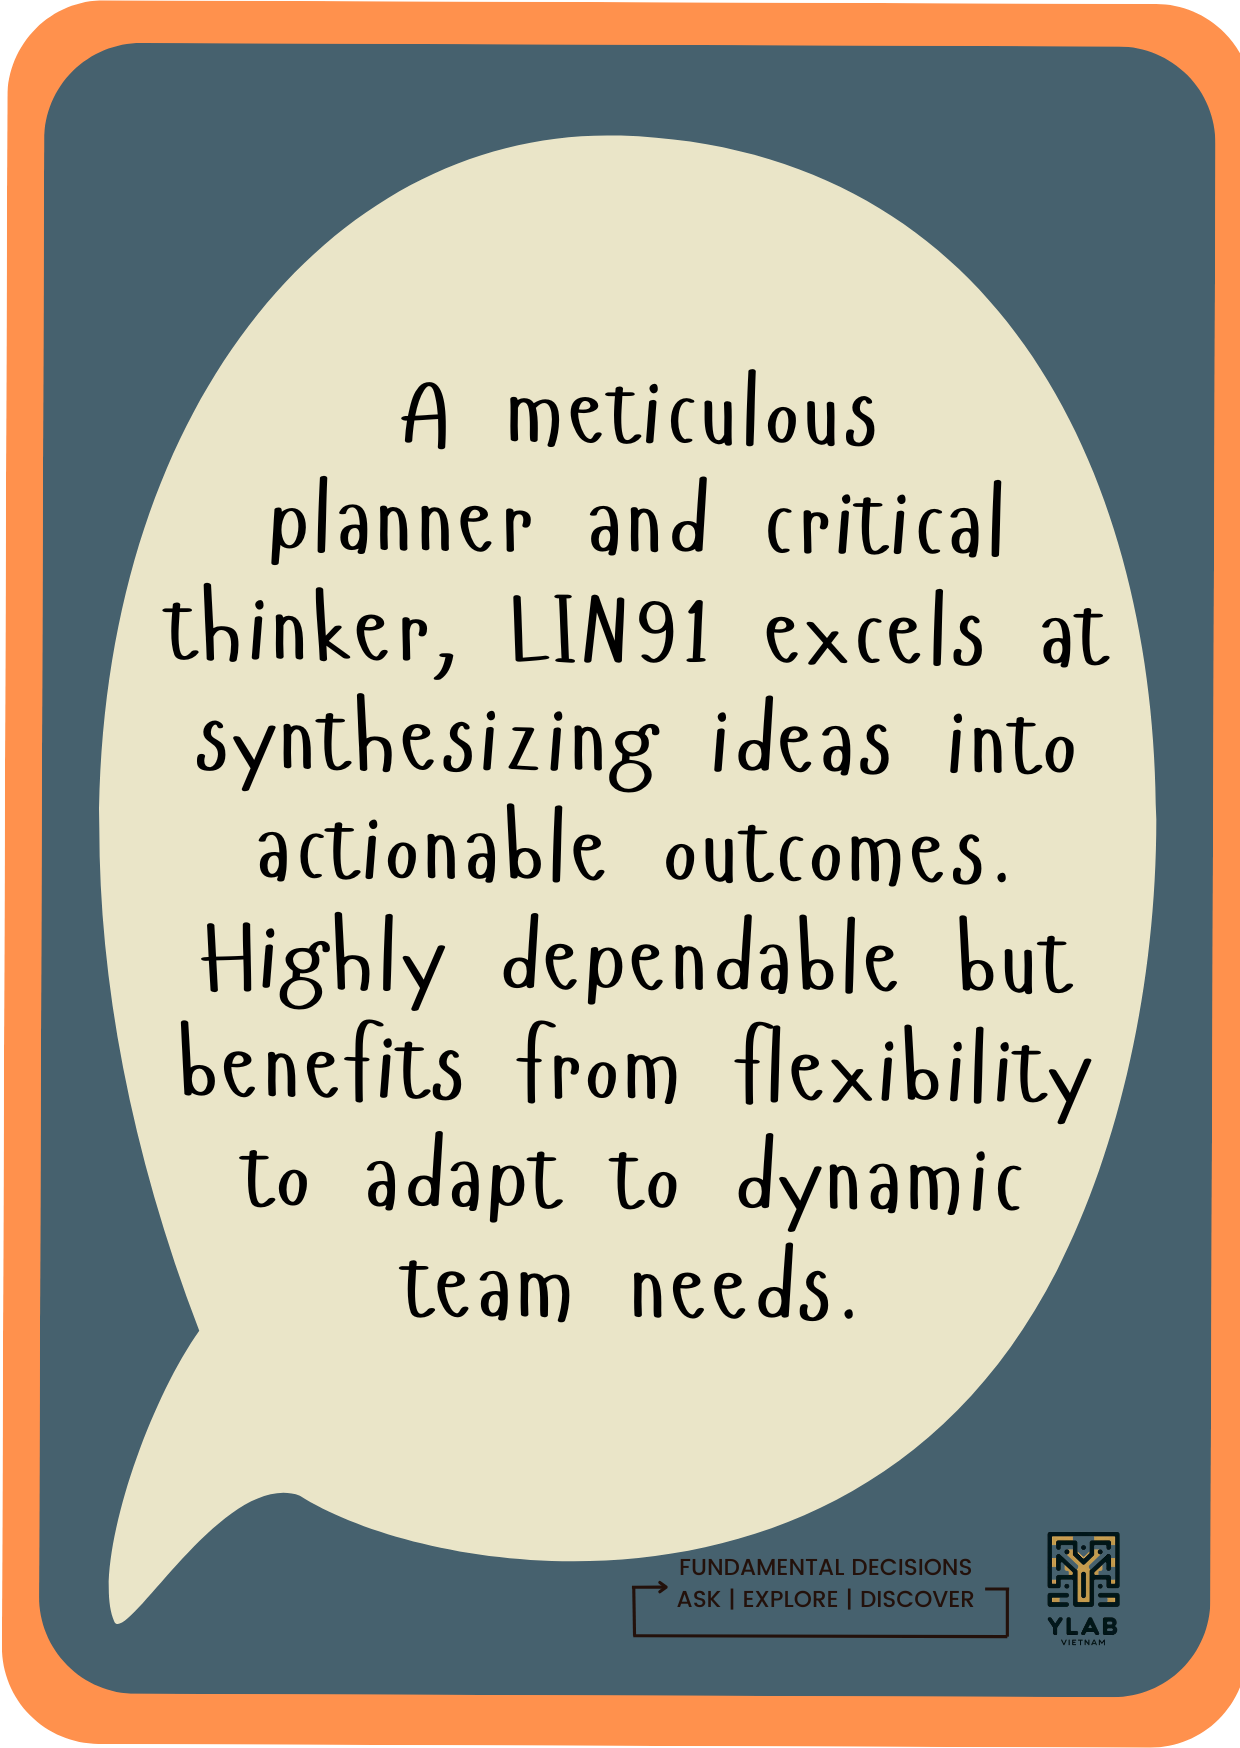 A meticulous
planner and critical
thinker, LIN91 excels at
synthesizing ideas into
actionable outcomes.
Highly dependable but
benefits from flexibility
to adapt to dynamic
team needs.
FUNDAMENTAL DECISIONS
ASK | EXPLORE | DISCOVER
YLAB
VIETNAM